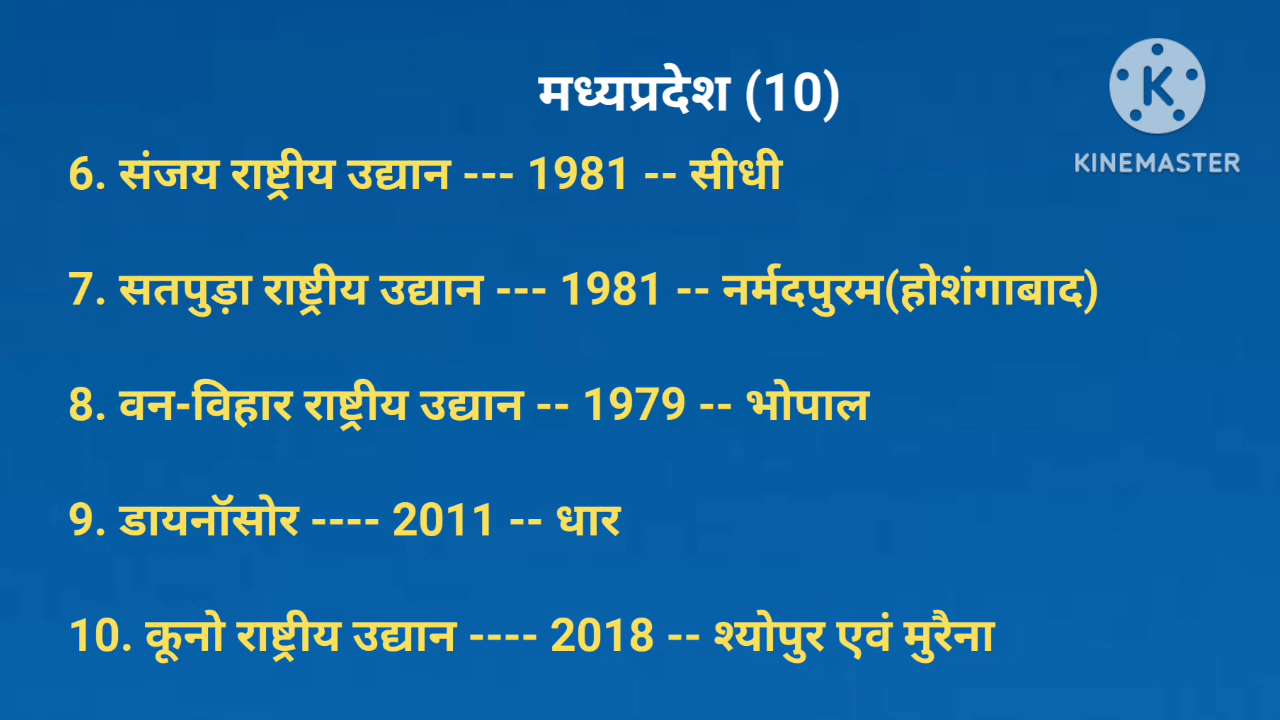 मध्यप्रदेश (10)
KINEMASTER
6. संजय राष्ट्रीय उद्यान --- 1981 -- सीधी
7. सतपुड़ा राष्ट्रीय उद्यान --- 1981 -- नर्मदपुरम(होशंगाबाद)
8. वन-विहार राष्ट्रीय उद्यान -- 1979 -- भोपाल
9. डायनॉसोर ---- 2011 -- धार
10. कूनो राष्ट्रीय उद्यान ---- 2018 -- श्योपुर एवं मुरैना